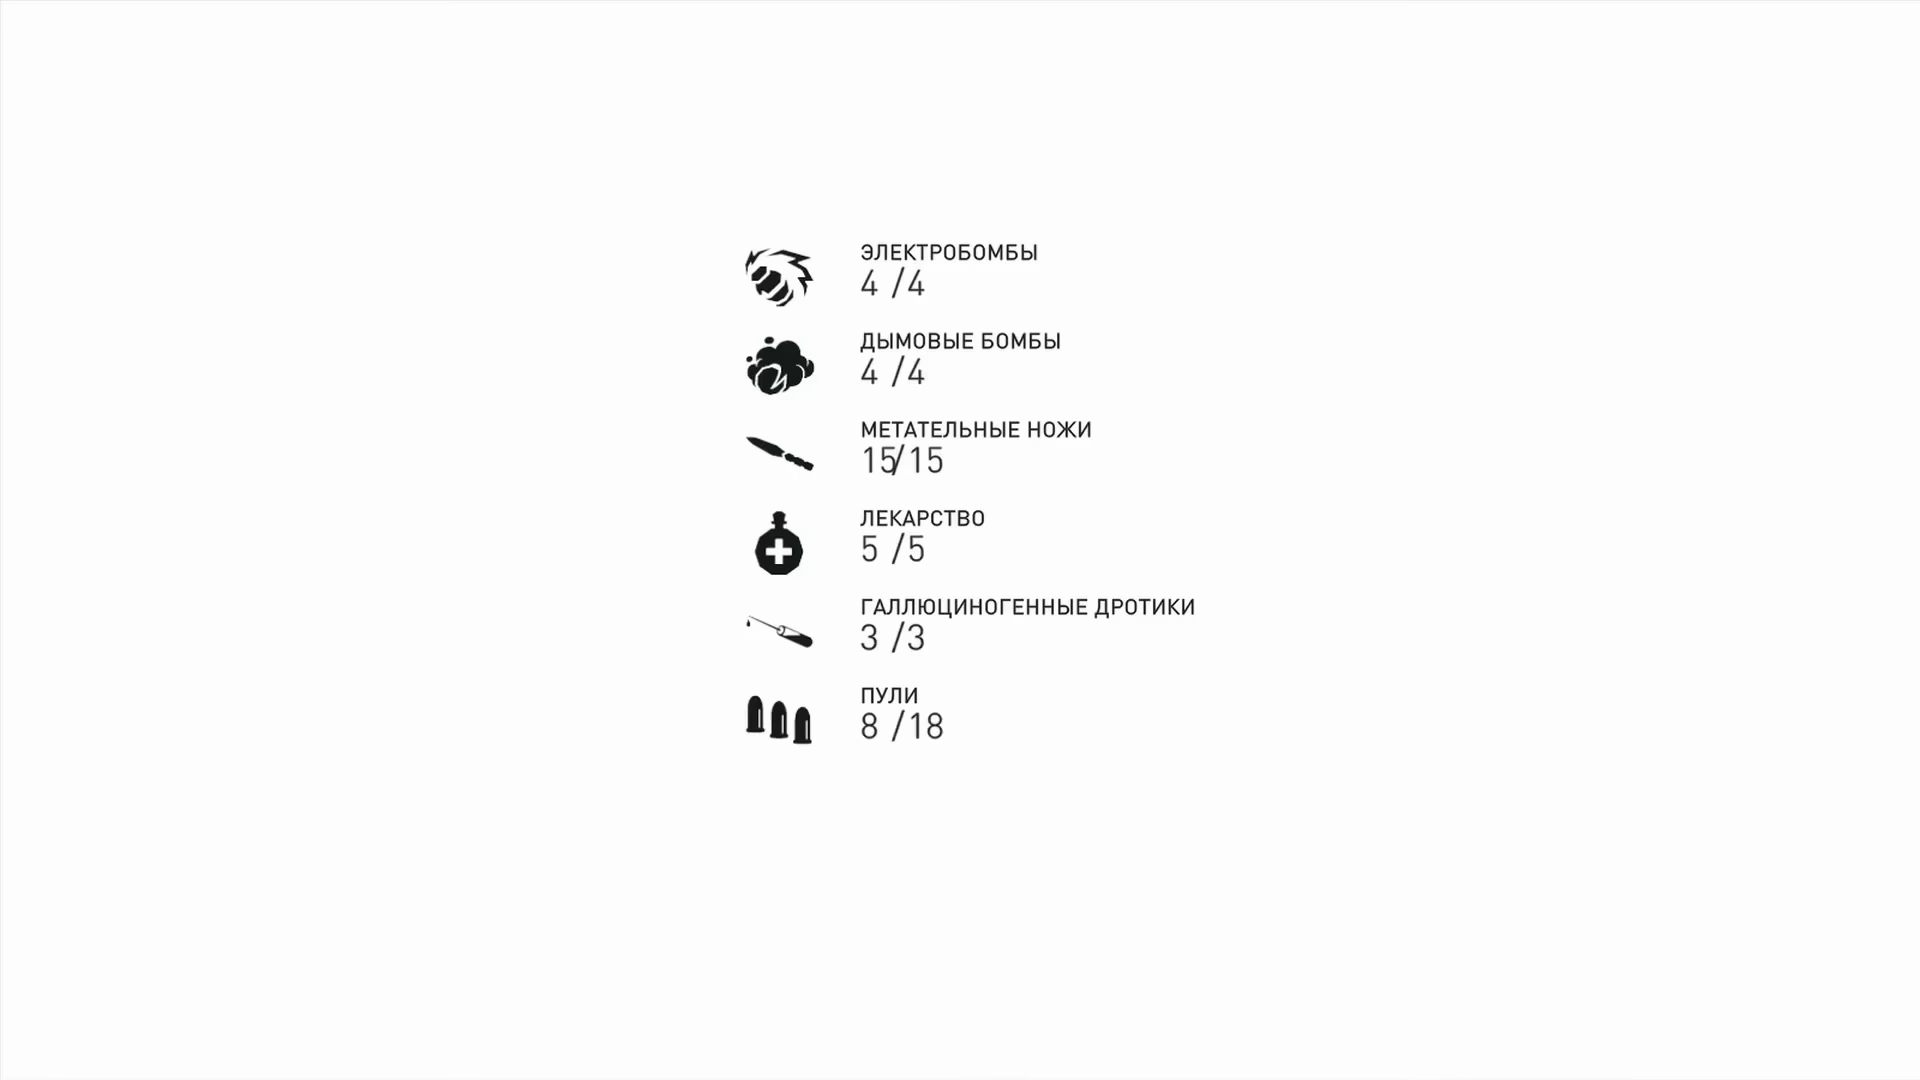 ЭЛЕКТРОБОМБЫ
4 /4
ДЫМОВЫЕ БОМБЫ
4 /4
МЕТАТЕЛЬНЫЕ НОЖИ
15/15
ЛЕКАРСТВО
5 /5
ГАЛЛЮЦИНОГЕННЫЕ ДРОТИКИ
3 /3
ПУЛИ
8 /18